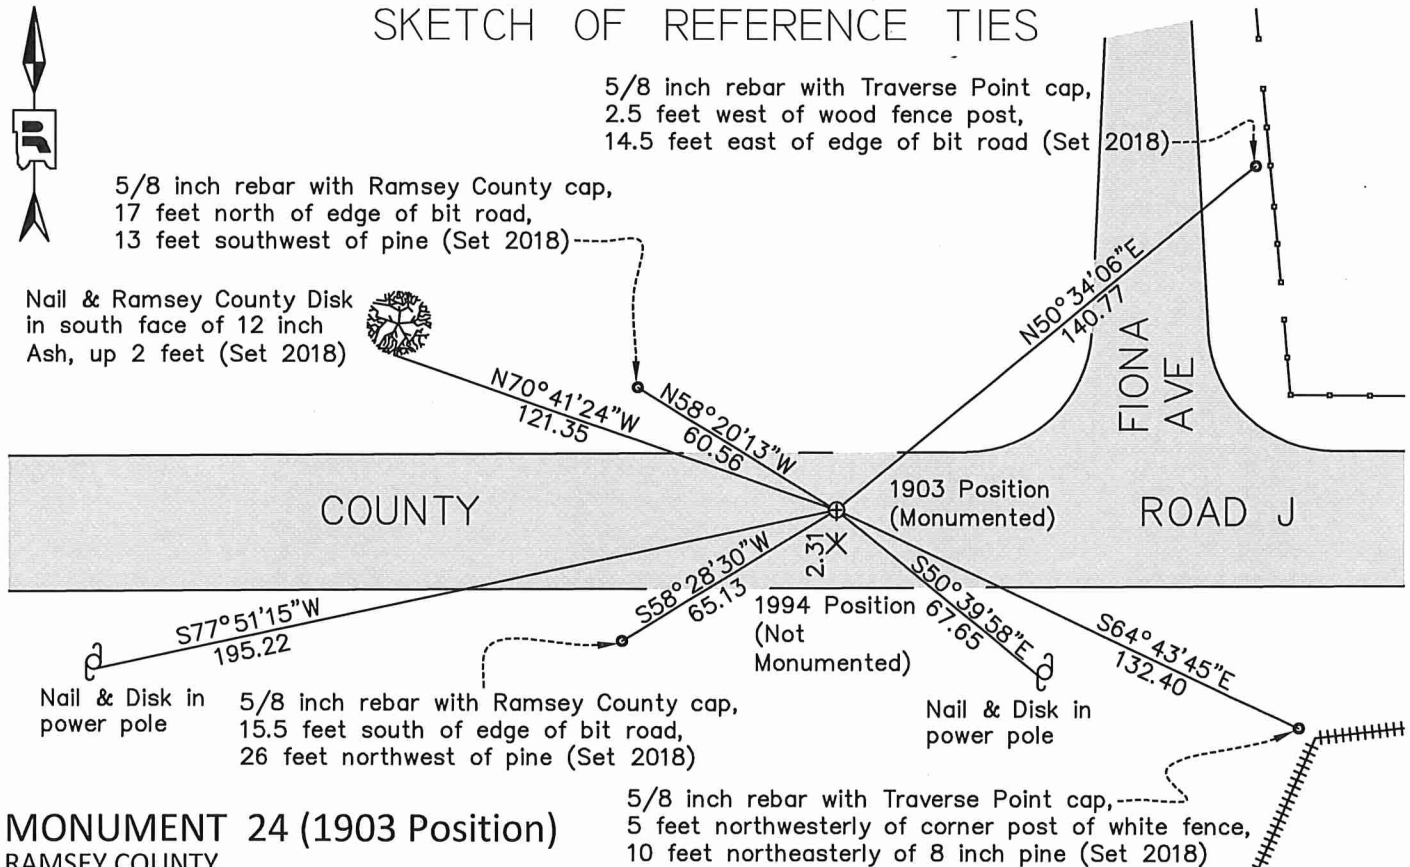 SKETCH OF REFERENCE TIES
5/8 inch rebar with Traverse Point cap,
2.5 feet west of wood fence post,
14.5 feet east of edge of bit road (Set 2018)
R
5/8 inch rebar with Ramsey County cap,
17 feet north of edge of bit road,
13 feet southwest of pine (Set 2018)
Nail & Ramsey County Disk
in south face of 12 inch
Ash, up 2 feet (Set 2018)
N70°41'24"W
121.35
N58°20'13"W
60.56
N50°34'06"E
140.77
FIONA
AVE
COUNTY
1903 Position
(Monumented)
ROAD J
2.31
S77°51'15"W
195.22
S58°28'30"W
65.13
1994 Position
(Not
Monumented)
S50°39'58"E
67.65
S64°43'45"E
132.40
Nail & Disk in
power pole
5/8 inch rebar with Ramsey County cap,
15.5 feet south of edge of bit road,
26 feet northwest of pine (Set 2018)
Nail & Disk in
power pole
5/8 inch rebar with Traverse Point cap,
5 feet northwesterly of corner post of white fence,
10 feet northeasterly of 8 inch pine (Set 2018)
MONUMENT 24 (1903 Position)
RAMSEY COUNTY